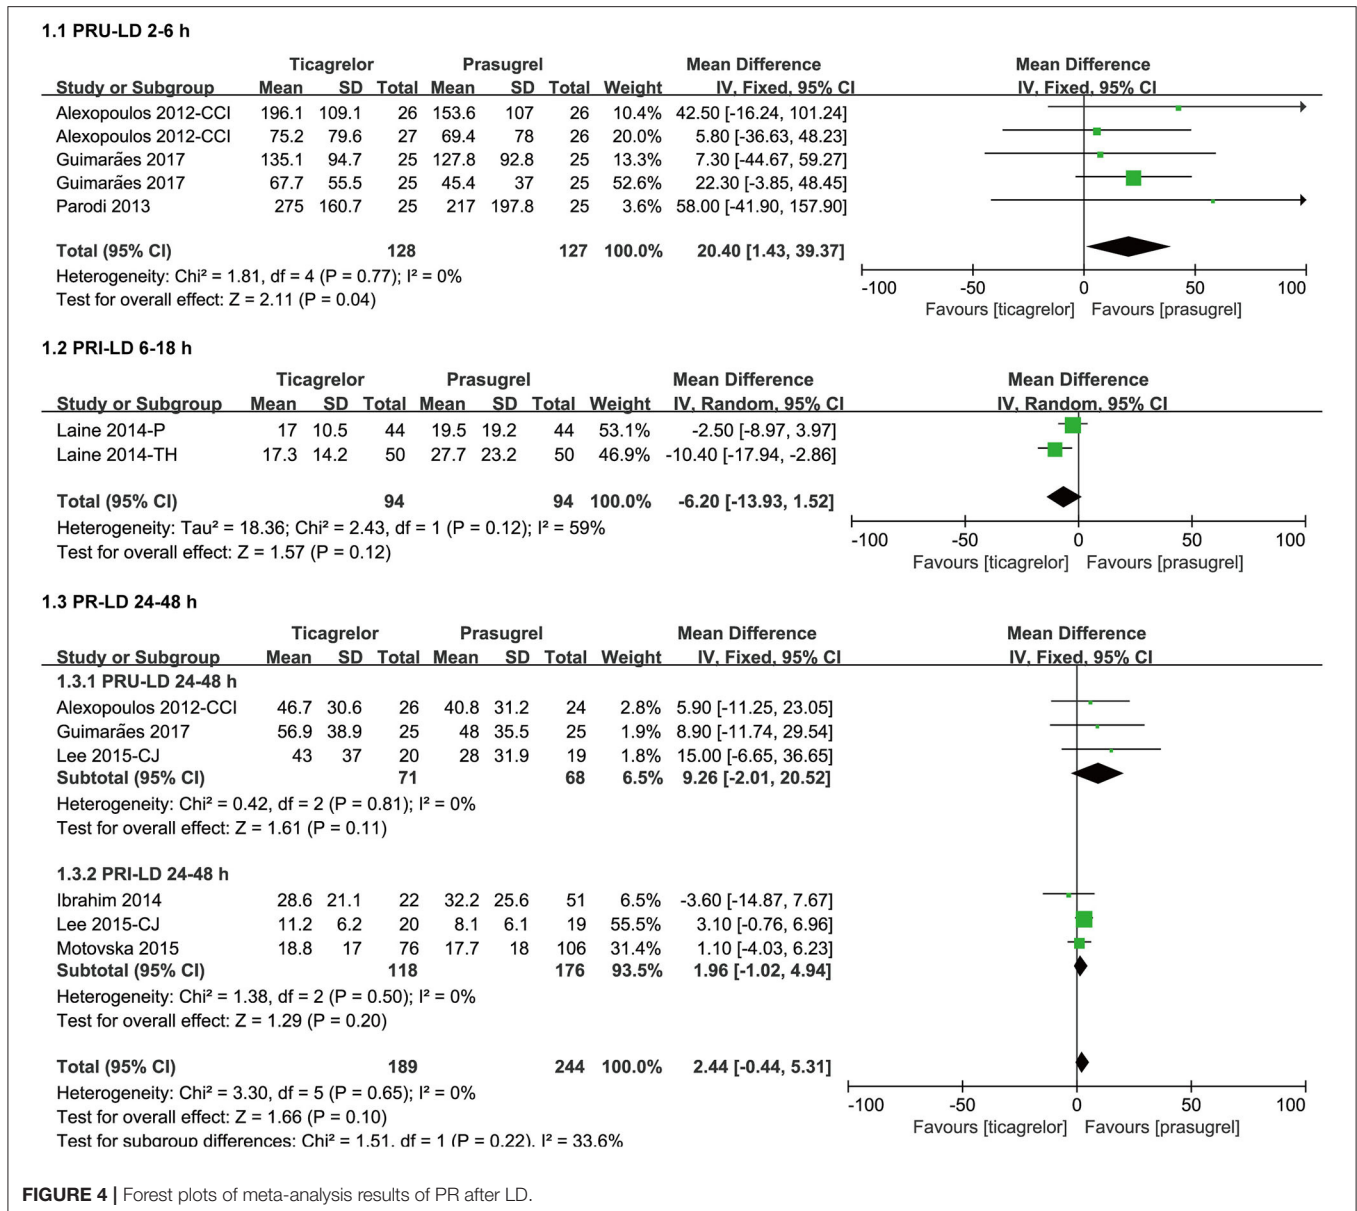 1.1 PRU-LD 2-6 h
Ticagrelor Prasugrel Mean Difference Mean Difference
Study or Subgroup Mean SD Total Mean SD Total Weight IV, Fixed, 95% CI IV, Fixed, 95% CI
Alexopoulos 2012-CCI 196.1 109.1 26 153.6 107 26 10.4% 42.50 [-16.24, 101.24]
Alexopoulos 2012-CCI 75.2 79.6 27 69.4 78 26 20.0% 5.80 [-36.63, 48.23]
Guimarães 2017 135.1 94.7 25 127.8 92.8 25 13.3% 7.30 [-44.67, 59.27]
Guimarães 2017 67.7 55.5 25 45.4 37 25 52.6% 22.30 [-3.85, 48.45]
Parodi 2013 275 160.7 25 217 197.8 25 3.6% 58.00 [-41.90, 157.90]
Total (95% CI) 128 127 100.0% 20.40 [1.43, 39.37]
Heterogeneity: Chi² = 1.81, df = 4 (P = 0.77); I² = 0%
Test for overall effect: Z = 2.11 (P = 0.04)
-100 -50 0 50 100
Favours [ticagrelor] Favours [prasugrel]
1.2 PRI-LD 6-18 h
Ticagrelor Prasugrel Mean Difference Mean Difference
Study or Subgroup Mean SD Total Mean SD Total Weight IV, Random, 95% CI IV, Random, 95% CI
Laine 2014-P 17 10.5 44 19.5 19.2 44 53.1% -2.50 [-8.97, 3.97]
Laine 2014-TH 17.3 14.2 50 27.7 23.2 50 46.9% -10.40 [-17.94, -2.86]
Total (95% CI) 94 94 100.0% -6.20 [-13.93, 1.52]
Heterogeneity: Tau² = 18.36; Chi² = 2.43, df = 1 (P = 0.12); I² = 59%
Test for overall effect: Z = 1.57 (P = 0.12)
-100 -50 0 50 100
Favours [ticagrelor] Favours [prasugrel]
1.3 PR-LD 24-48 h
Ticagrelor Prasugrel Mean Difference Mean Difference
Study or Subgroup Mean SD Total Mean SD Total Weight IV, Fixed, 95% CI IV, Fixed, 95% CI
1.3.1 PRU-LD 24-48 h
Alexopoulos 2012-CCI 46.7 30.6 26 40.8 31.2 24 2.8% 5.90 [-11.25, 23.05]
Guimarães 2017 56.9 38.9 25 48 35.5 25 1.9% 8.90 [-11.74, 29.54]
Lee 2015-CJ 43 37 20 28 31.9 19 1.8% 15.00 [-6.65, 36.65]
Subtotal (95% CI) 71 68 6.5% 9.26 [-2.01, 20.52]
Heterogeneity: Chi² = 0.42, df = 2 (P = 0.81); I² = 0%
Test for overall effect: Z = 1.61 (P = 0.11)
1.3.2 PRI-LD 24-48 h
Ibrahim 2014 28.6 21.1 22 32.2 25.6 51 6.5% -3.60 [-14.87, 7.67]
Lee 2015-CJ 11.2 6.2 20 8.1 6.1 19 55.5% 3.10 [-0.76, 6.96]
Motovska 2015 18.8 17 76 17.7 18 106 31.4% 1.10 [-4.03, 6.23]
Subtotal (95% CI) 118 176 93.5% 1.96 [-1.02, 4.94]
Heterogeneity: Chi² = 1.38, df = 2 (P = 0.50); I² = 0%
Test for overall effect: Z = 1.29 (P = 0.20)
Total (95% CI) 189 244 100.0% 2.44 [-0.44, 5.31]
Heterogeneity: Chi² = 3.30, df = 5 (P = 0.65); I² = 0%
Test for overall effect: Z = 1.66 (P = 0.10)
Test for subgroup differences: Chi² = 1.51, df = 1 (P = 0.22), I² = 33.6%
-100 -50 0 50 100
Favours [ticagrelor] Favours [prasugrel]
FIGURE 4 | Forest plots of meta-analysis results of PR after LD.